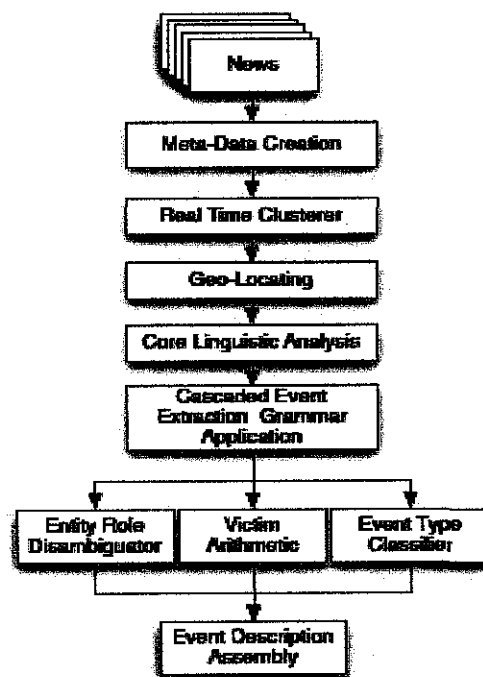 News
Meta-Data Creation
Real Time Clusterer
Geo-Locating
Core Linguistic Analysis
Cascaded Event
Extraction Grammar
Application
Entity Role
Disambiguator
Victim
Arithmetic
Event Type
Classifier
Event Description
Assembly